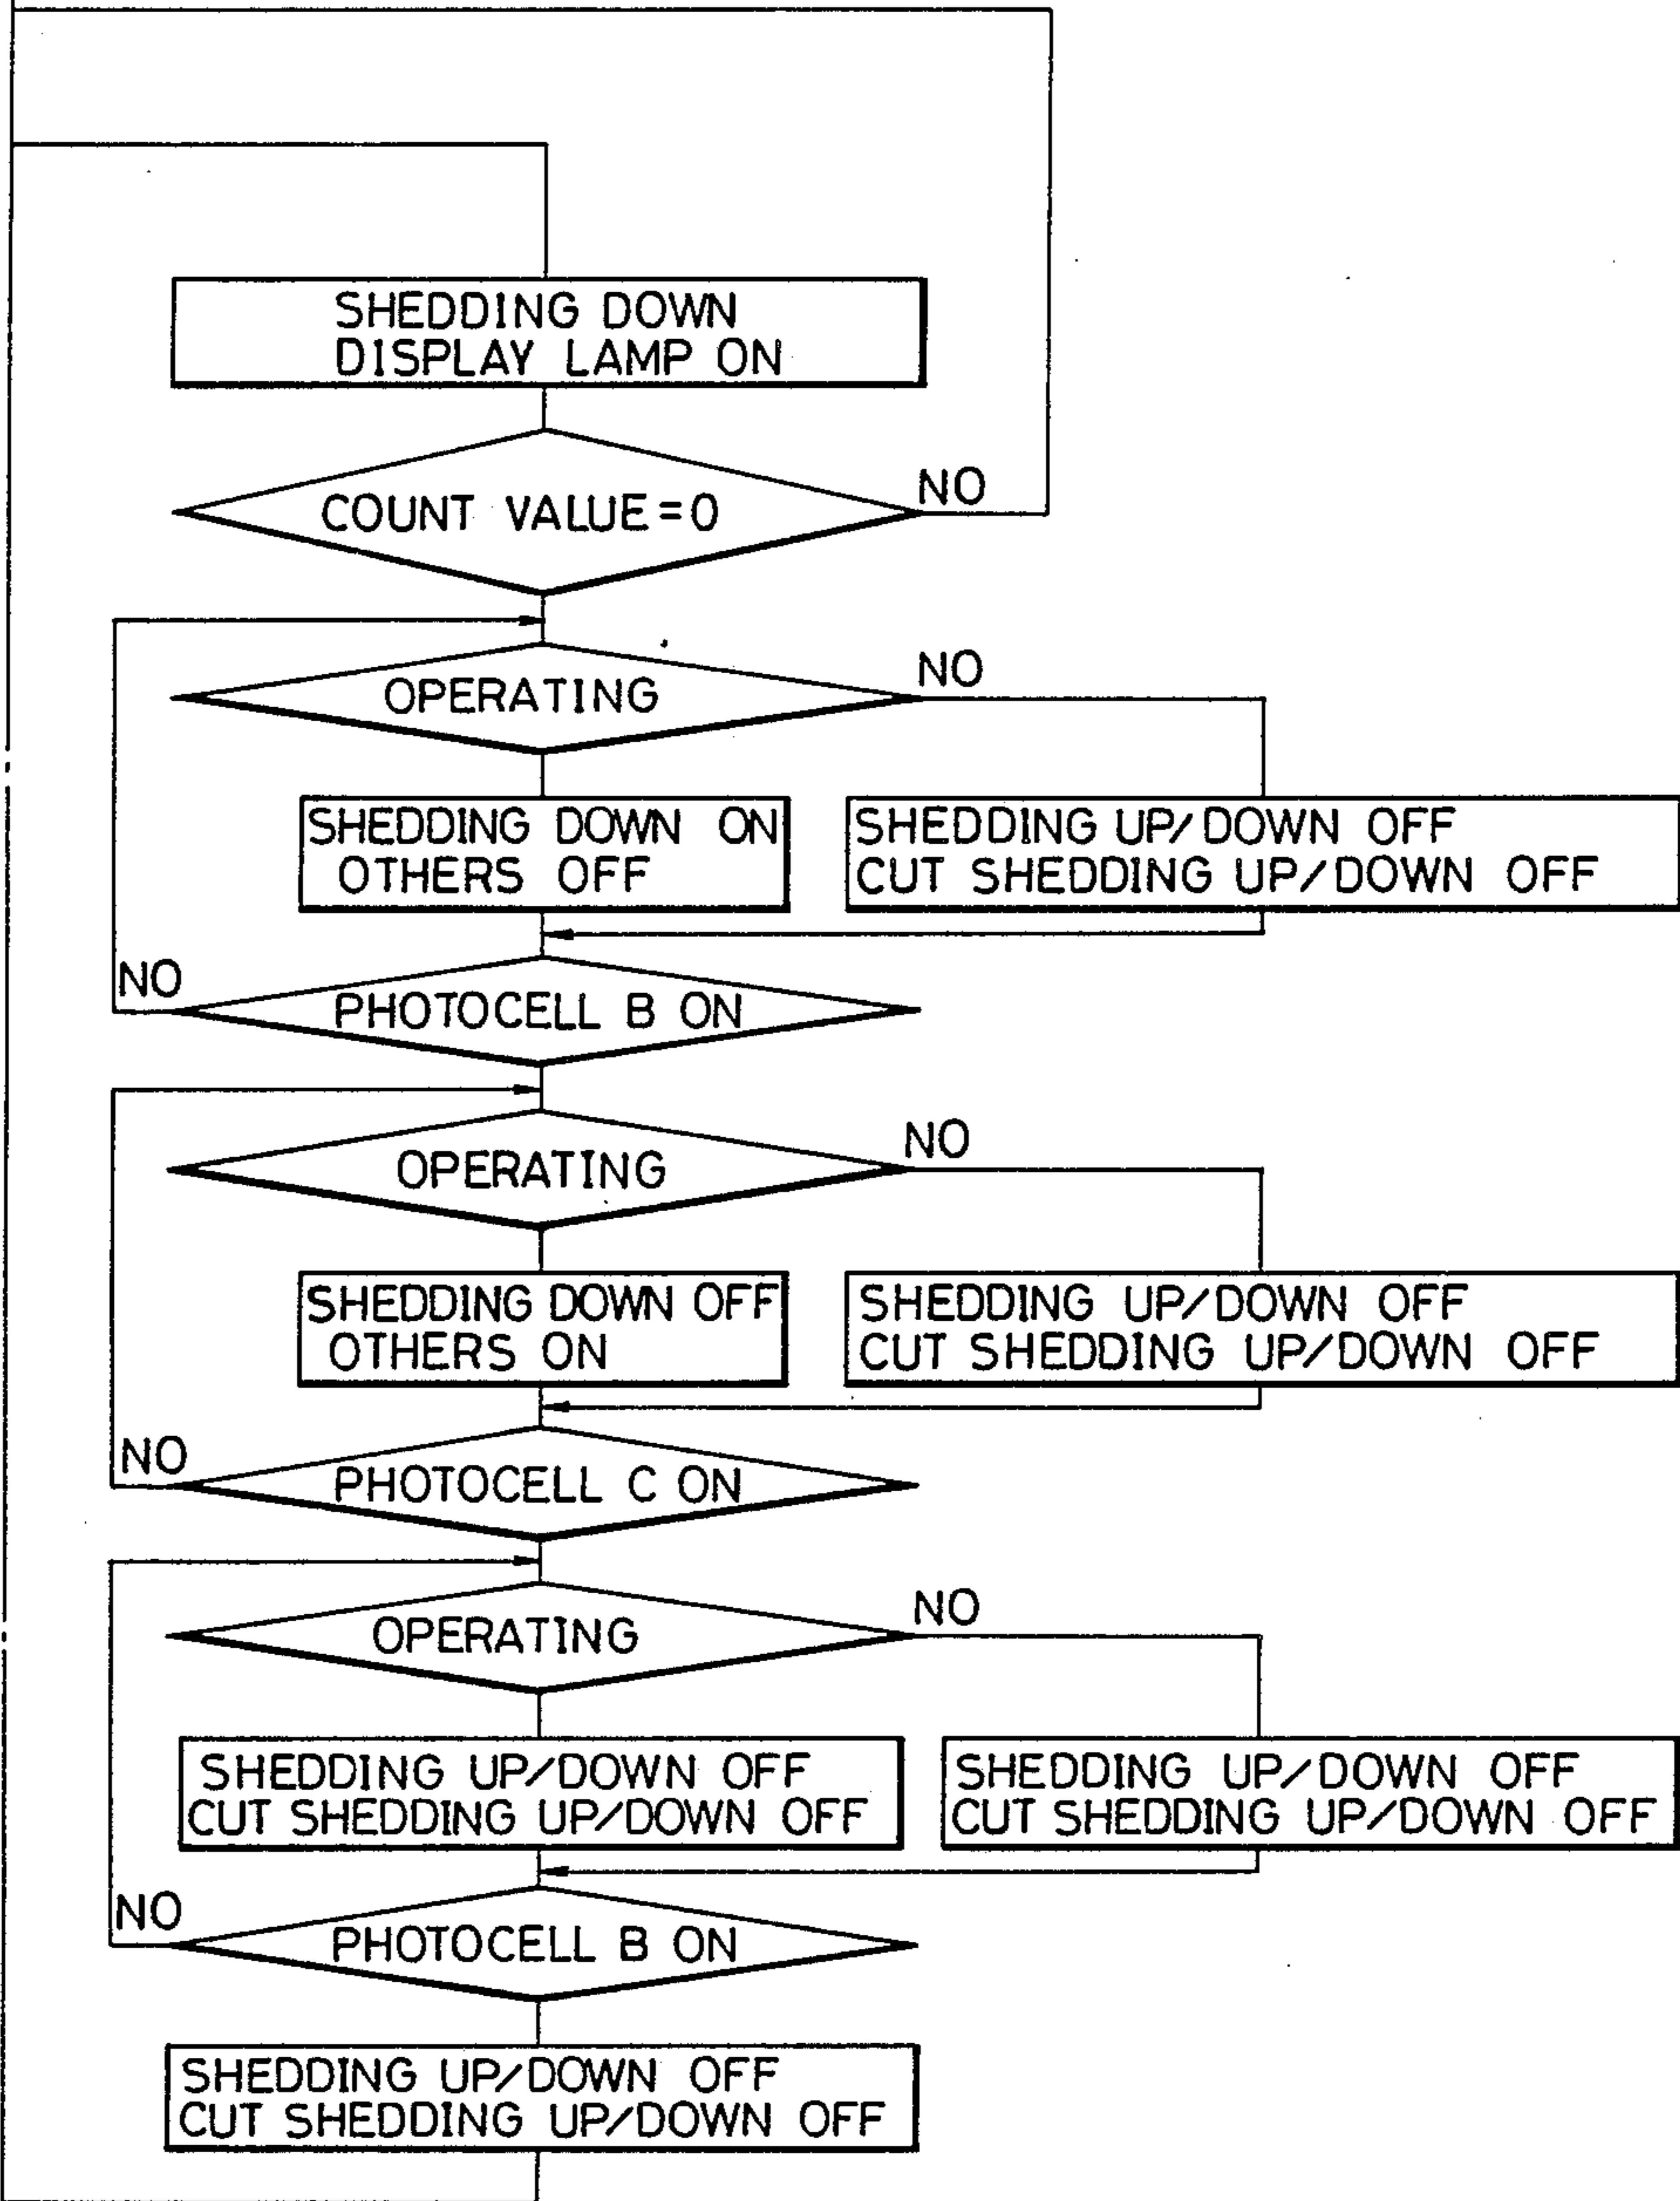 SHEDDING DOWN
DISPLAY LAMP ON
COUNT VALUE=0
NO
OPERATING
NO
SHEDDING DOWN ON
OTHERS OFF
SHEDDING UP/DOWN OFF
CUT SHEDDING UP/DOWN OFF
NO
PHOTOCELL B ON
OPERATING
NO
SHEDDING DOWN OFF
OTHERS ON
SHEDDING UP/DOWN OFF
CUT SHEDDING UP/DOWN OFF
NO
PHOTOCELL C ON
OPERATING
NO
SHEDDING UP/DOWN OFF
CUT SHEDDING UP/DOWN OFF
SHEDDING UP/DOWN OFF
CUT SHEDDING UP/DOWN OFF
NO
PHOTOCELL B ON
SHEDDING UP/DOWN OFF
CUT SHEDDING UP/DOWN OFF